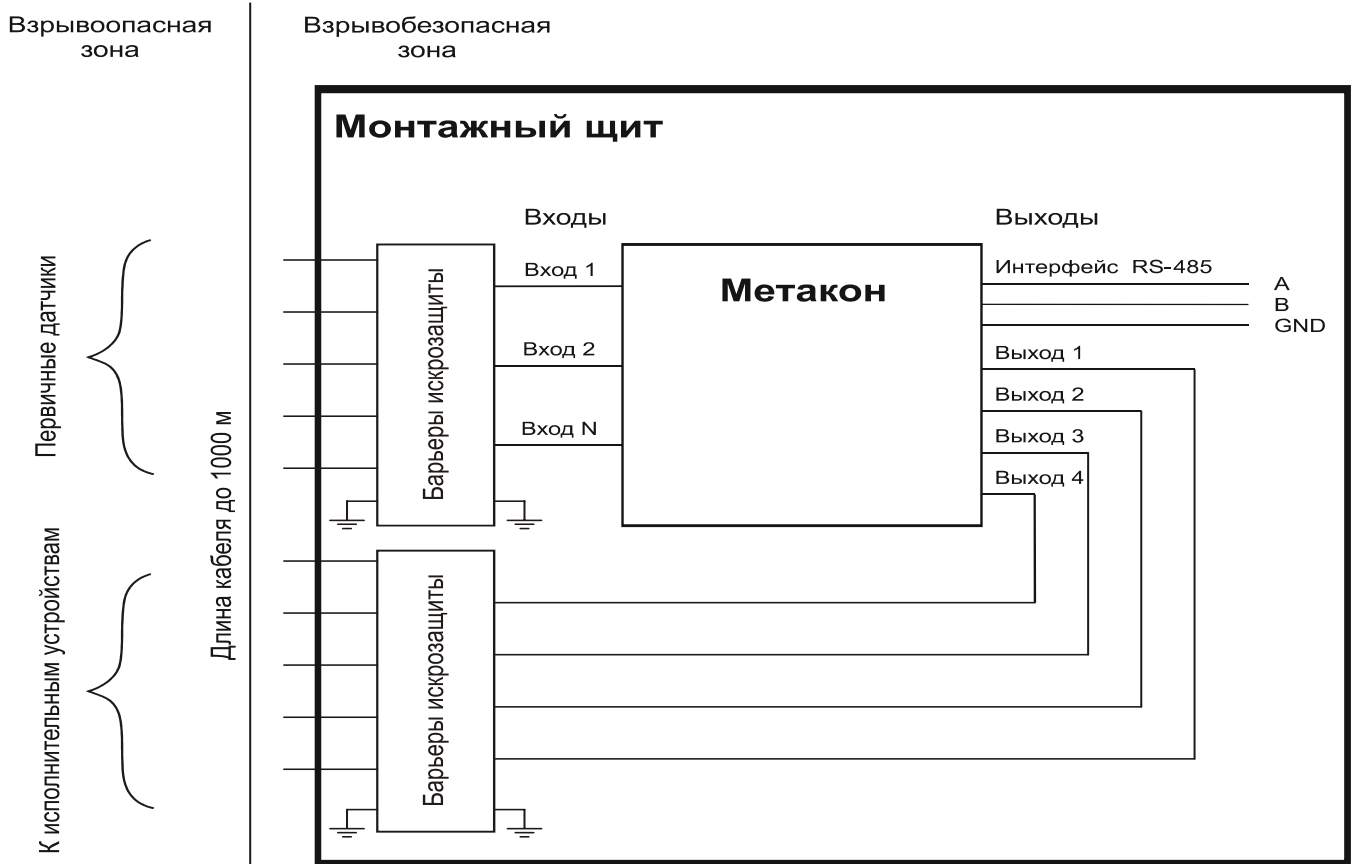 Взрывоопасная
зона
Взрывобезопасная
зона
Монтажный щит
Входы
Выходы
Первичные датчики
Барьеры искрозащиты
Вход 1
Вход 2
Вход N
Метакон
Интерфейс RS-485
A
B
GND
Выход 1
Выход 2
Выход 3
Выход 4
Длина кабеля до 1000 м
К исполнительным устройствам
Барьеры искрозащиты